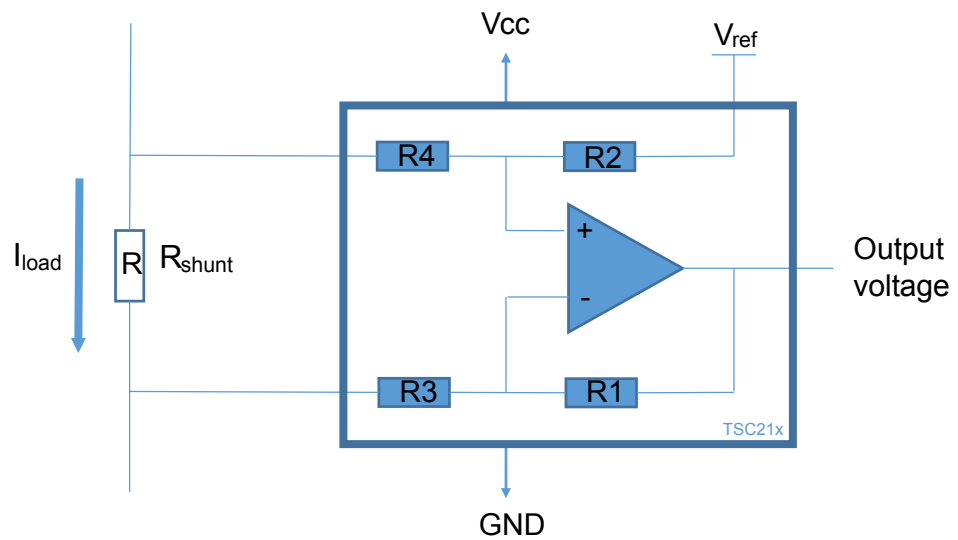 Vcc
Vref
R4
R2
+
Iload
R
Rshunt
Output
voltage
-
R3
R1
TSC21x
GND